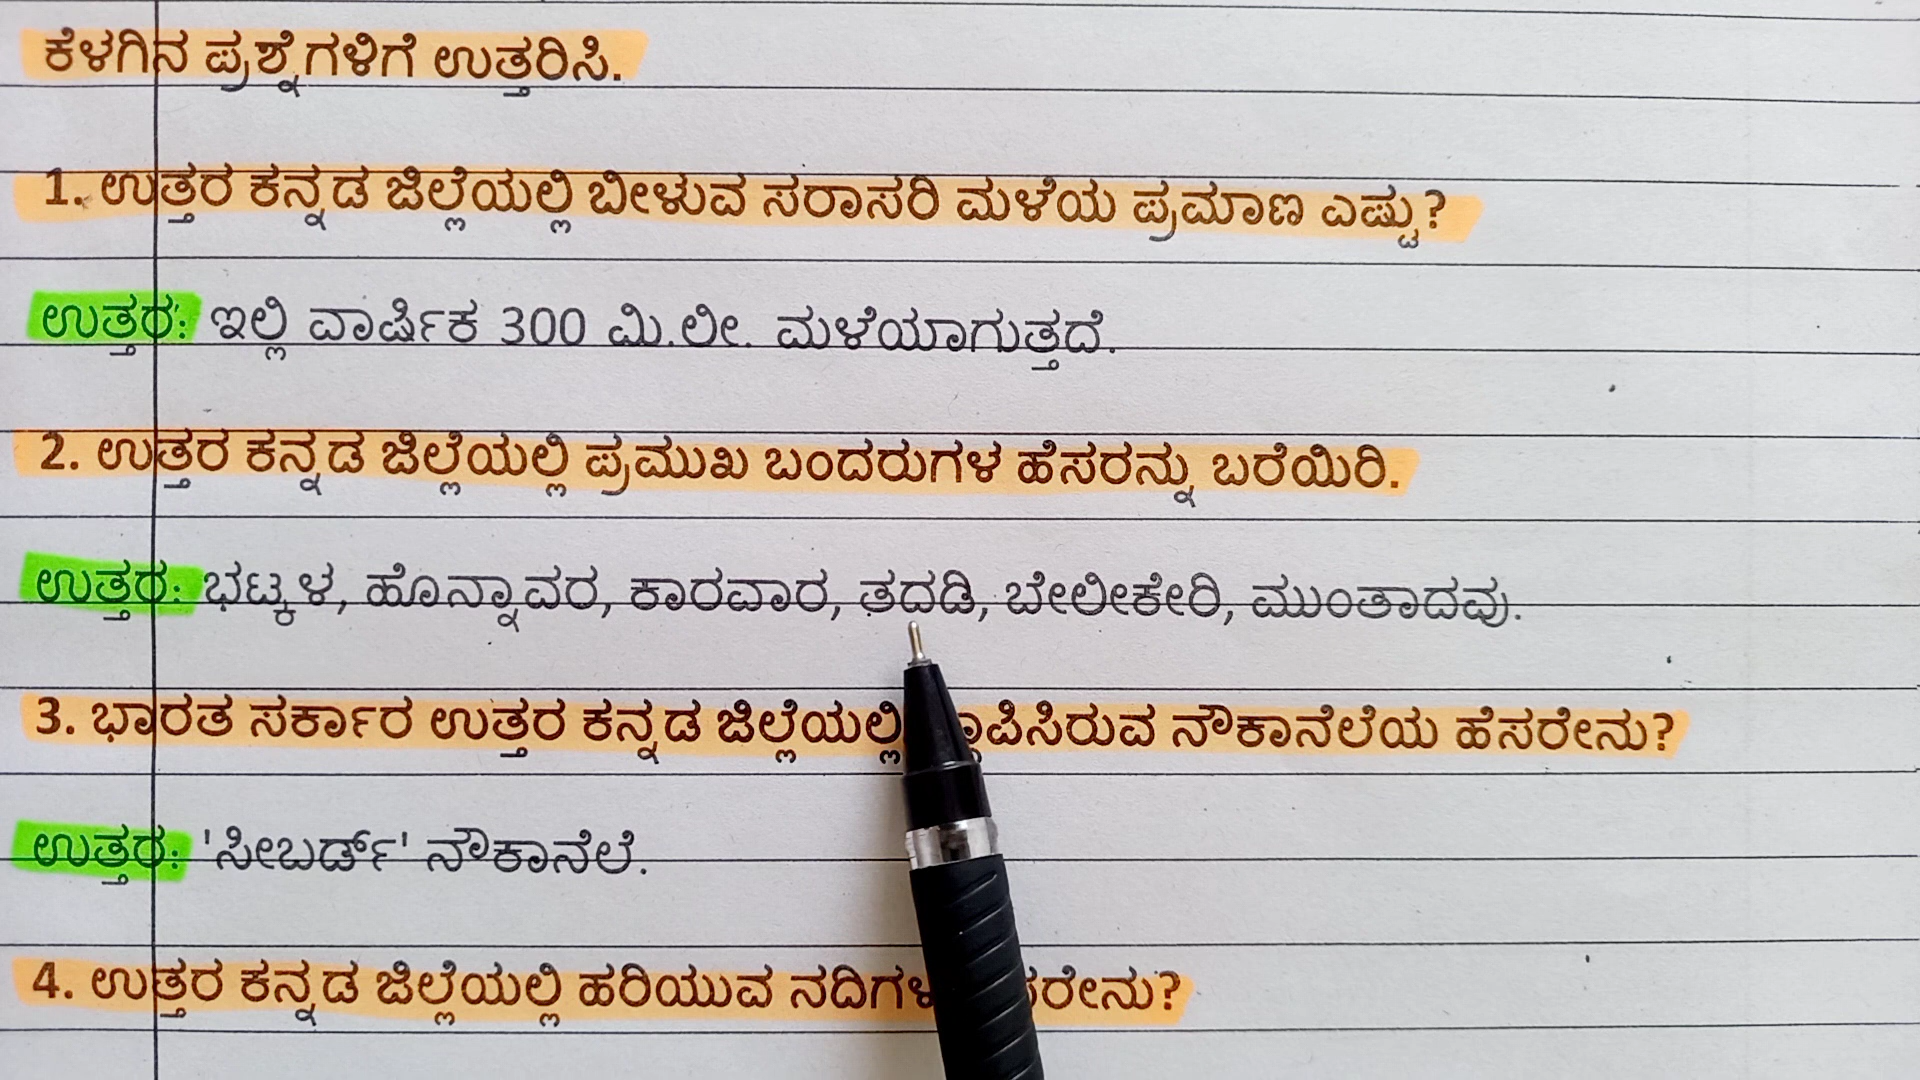 ಕೆಳಗಿನ ಪ್ರಶ್ನೆಗಳಿಗೆ ಉತ್ತರಿಸಿ.
1. ಉತ್ತರ ಕನ್ನಡ ಜಿಲ್ಲೆಯಲ್ಲಿ ಬೀಳುವ ಸರಾಸರಿ ಮಳೆಯ ಪ್ರಮಾಣ ಎಷ್ಟು?
ಉತ್ತರ: ಇಲ್ಲಿ ವಾರ್ಷಿಕ 300 ಮಿ.ಲೀ. ಮಳೆಯಾಗುತ್ತದೆ.
2. ಉತ್ತರ ಕನ್ನಡ ಜಿಲ್ಲೆಯಲ್ಲಿ ಪ್ರಮುಖ ಬಂದರುಗಳ ಹೆಸರನ್ನು ಬರೆಯಿರಿ.
ಉತ್ತರ: ಭಟ್ಕಳ, ಹೊನ್ನಾವರ, ಕಾರವಾರ, ತದಡಿ, ಬೇಲೀಕೇರಿ, ಮುಂತಾದವು.
3. ಭಾರತ ಸರ್ಕಾರ ಉತ್ತರ ಕನ್ನಡ ಜಿಲ್ಲೆಯಲ್ಲಿ ನೌಕಾನೆಲೆಯ ಹೆಸರೇನು?
ಉತ್ತರ: 'ಸೀಬರ್ಡ್' ನೌಕಾನೆಲೆ.
4. ಉತ್ತರ ಕನ್ನಡ ಜಿಲ್ಲೆಯಲ್ಲಿ ಹರಿಯುವ